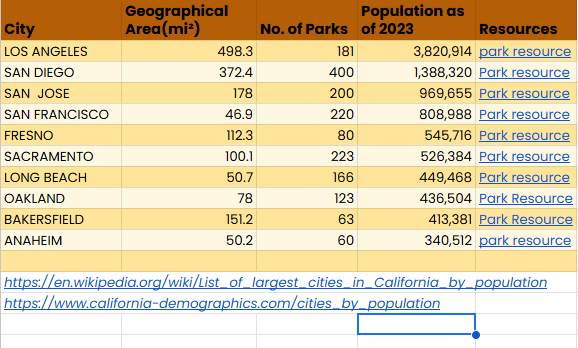 City Geographical Area(mi²) No. of Parks Population as of 2023 Resources
LOS ANGELES 498.3 181 3,820,914 park resource
SAN DIEGO 372.4 400 1,388,320 Park resource
SAN  JOSE 178 200 969,655 Park resource
SAN FRANCISCO 46.9 220 808,988 Park resource
FRESNO 112.3 80 545,716 Park resource
SACRAMENTO 100.1 223 526,384 Park resource
LONG BEACH 50.7 166 449,468 Park resource
OAKLAND 78 123 436,504 Park Resource
BAKERSFIELD 151.2 63 413,381 Park Resource
ANAHEIM 50.2 60 340,512 park resource
https://en.wikipedia.org/wiki/List_of_largest_cities_in_California_by_population
https://www.california-demographics.com/cities_by_population